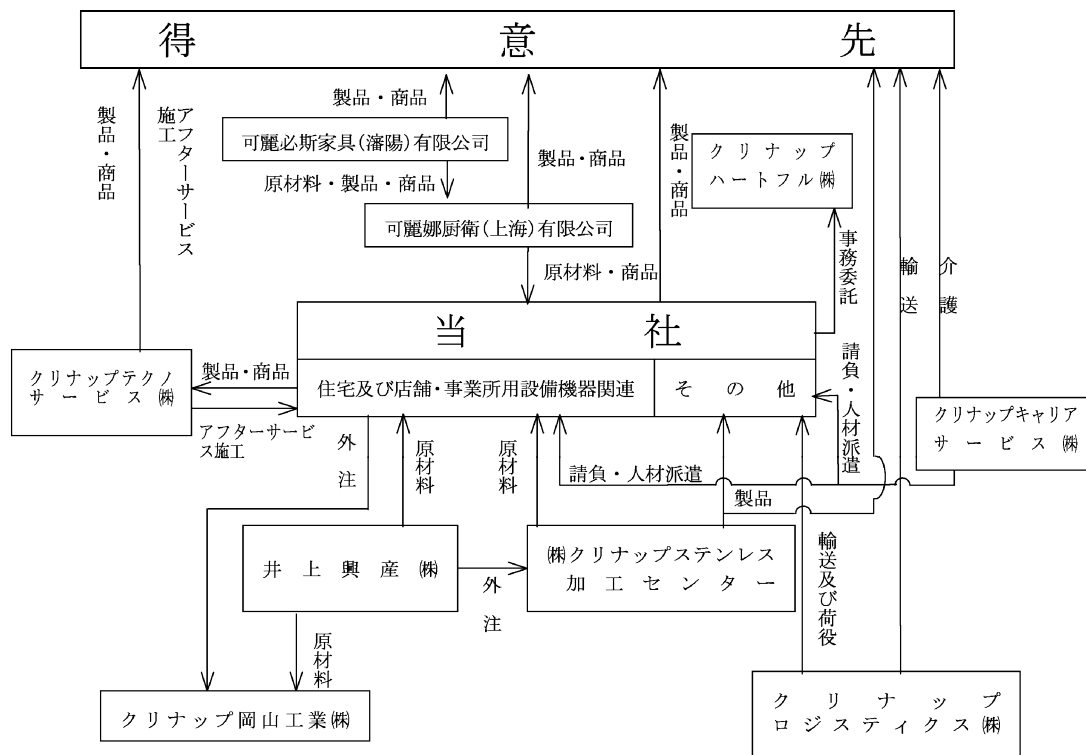 得意先
製品・商品
アフターサービス
施工
製品・商品
可麗必斯家具(瀋陽)有限公司
原材料・製品・商品
製品・商品
可麗娜厨衛(上海)有限公司
原材料・商品
製品・商品
クリナップ
ハートフル㈱
事務委託
輸送
介護
当社
住宅及び店舗・事業所用設備機器関連
その他
クリナップテクノ
サービス㈱
製品・商品
アフターサービ
ス施工
請負・人材派遣
クリナップキャリア
サービス㈱
外注
原材料
原材料
請負・人材派遣
製品
井上興産㈱
外注
㈱クリナップステンレス
加工センター
輸送及び荷役
原材料
クリナップ岡山工業㈱
クリナップ
ロジスティクス㈱